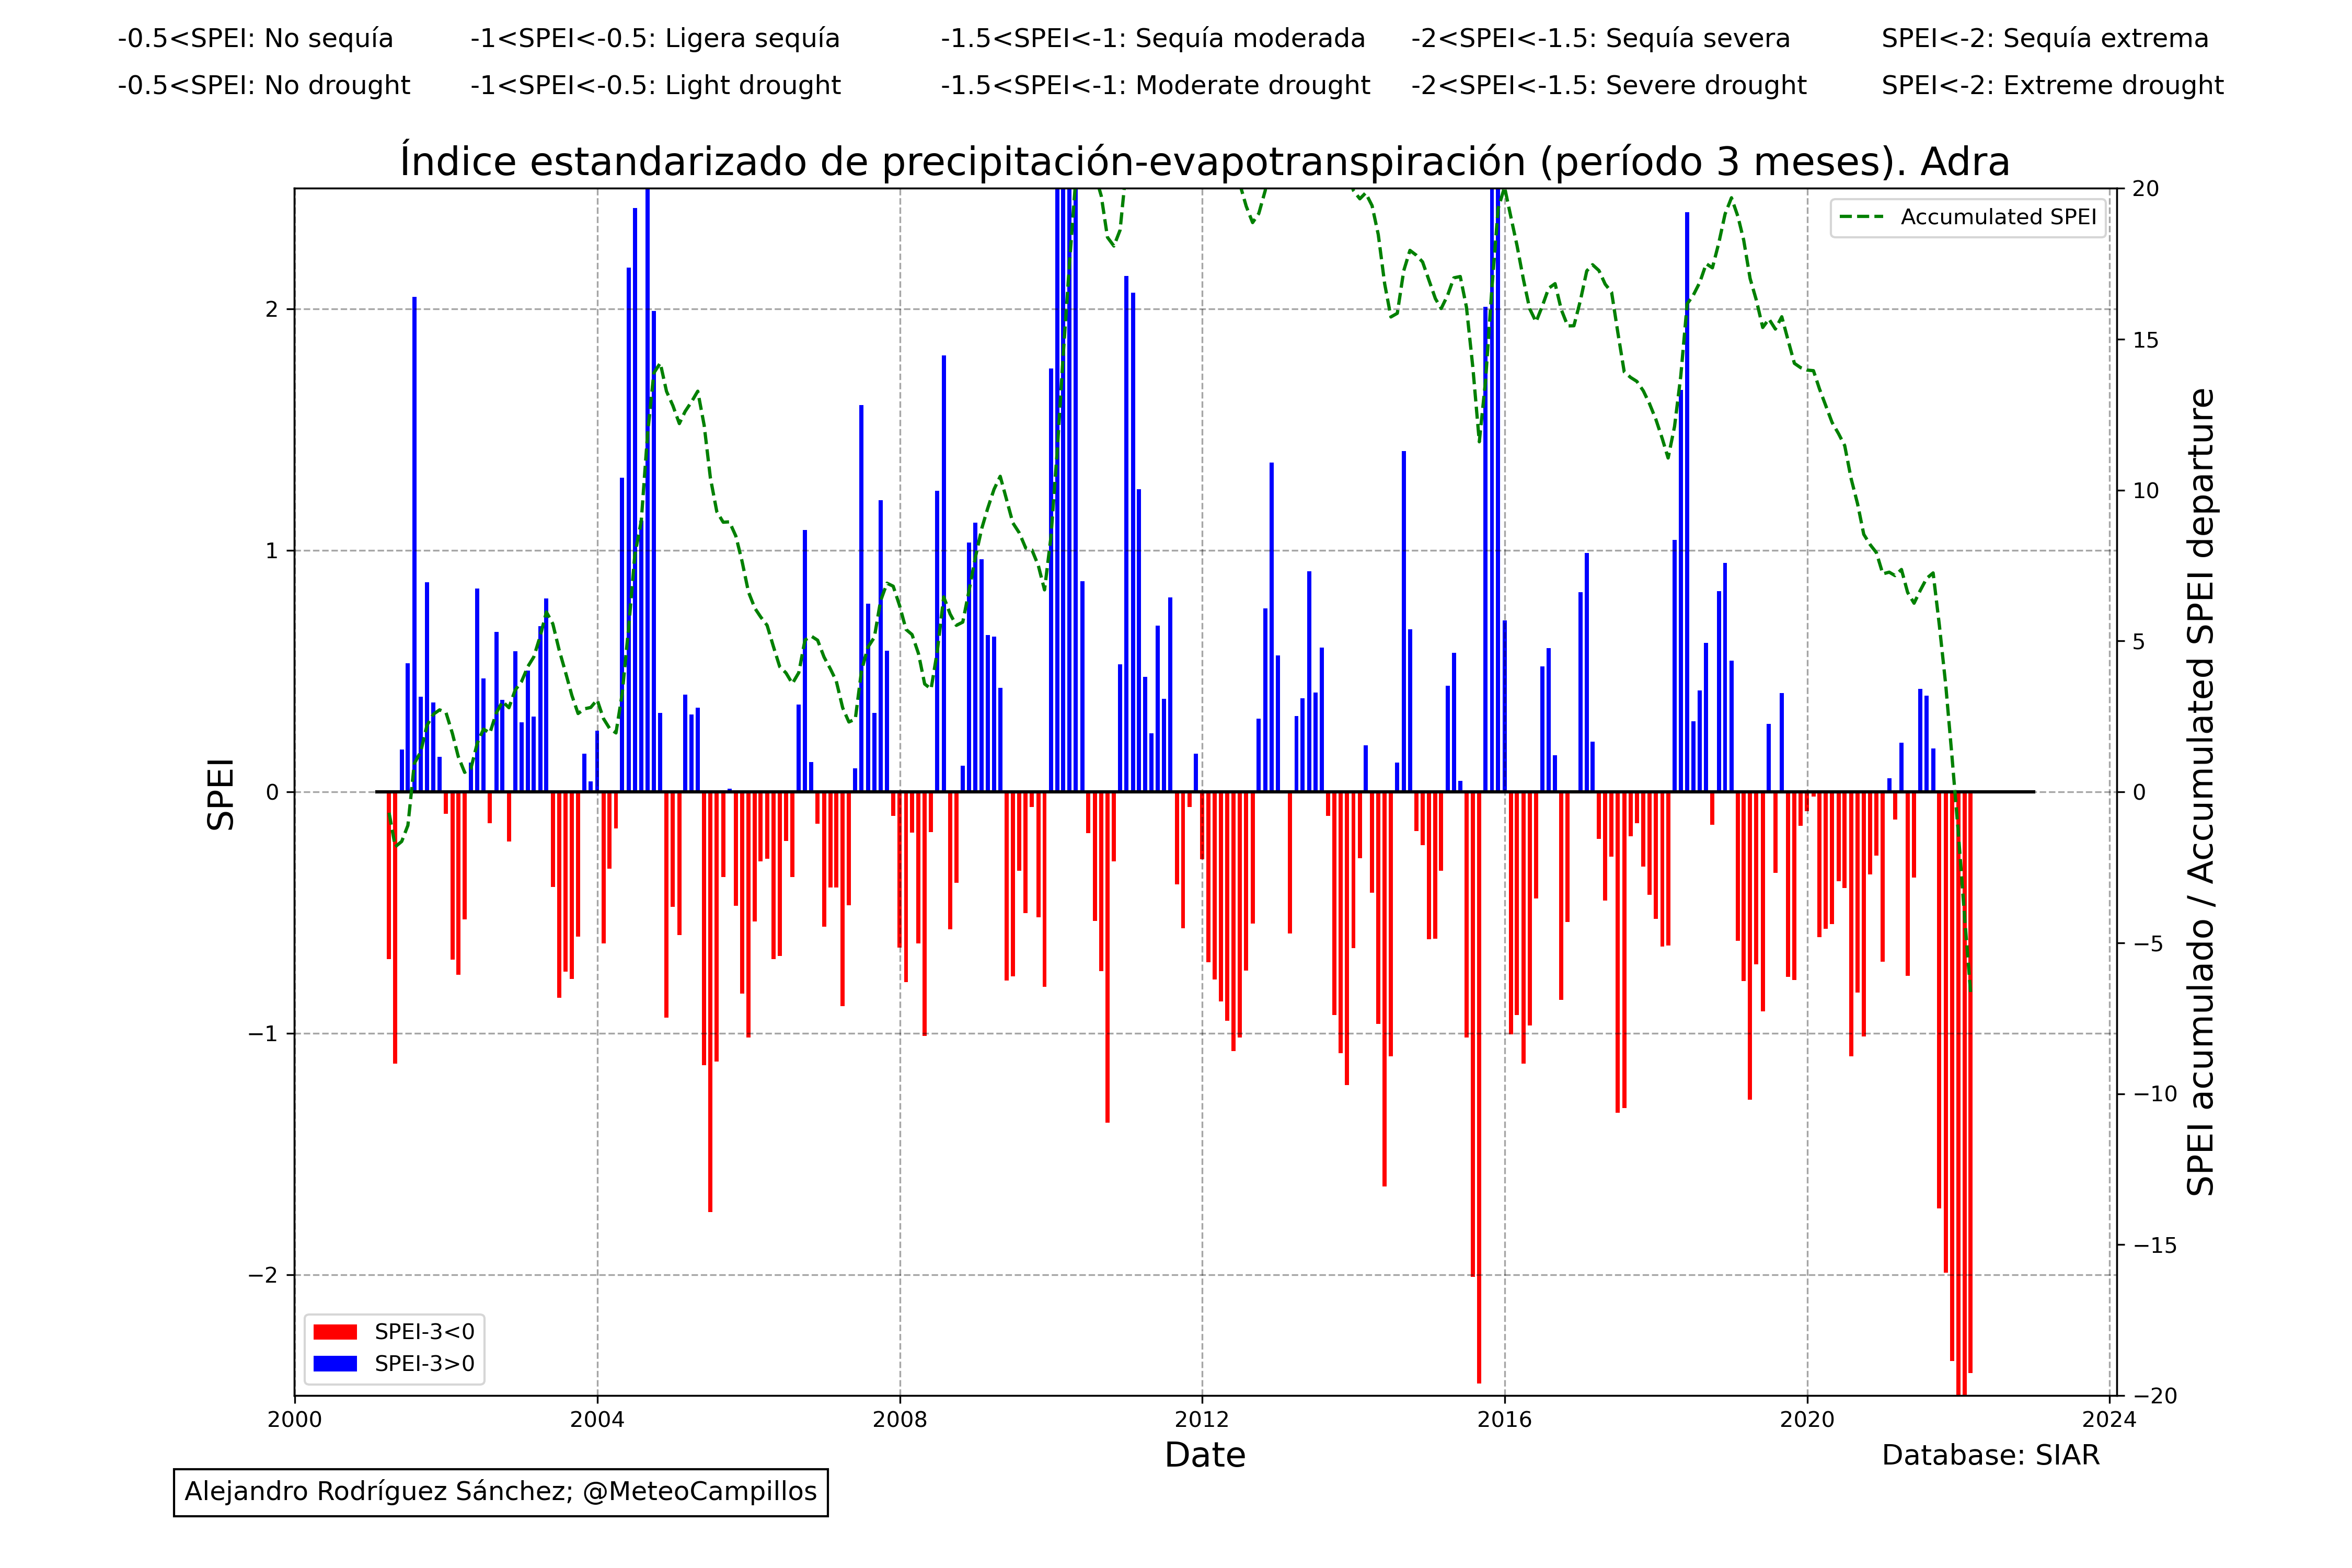 -0.5<SPEI: No sequía -1<SPEI<-0.5: Ligera sequía -1.5<SPEI<-1: Sequía moderada -2<SPEI<-1.5: Sequía severa SPEI<-2: Sequía extrema
-0.5<SPEI: No drought -1<SPEI<-0.5: Light drought -1.5<SPEI<-1: Moderate drought -2<SPEI<-1.5: Severe drought SPEI<-2: Extreme drought
Índice estandarizado de precipitación-evapotranspiración (período 3 meses). Adra
Accumulated SPEI
SPEI
2
1
0
−1
−2
20
15
10
5
0
−5
−10
−15
−20
SPEI acumulado / Accumulated SPEI departure
SPEI-3<0
SPEI-3>0
2000 2004 2008 2012 2016 2020 2024
Date
Database: SIAR
Alejandro Rodríguez Sánchez; @MeteoCampillos